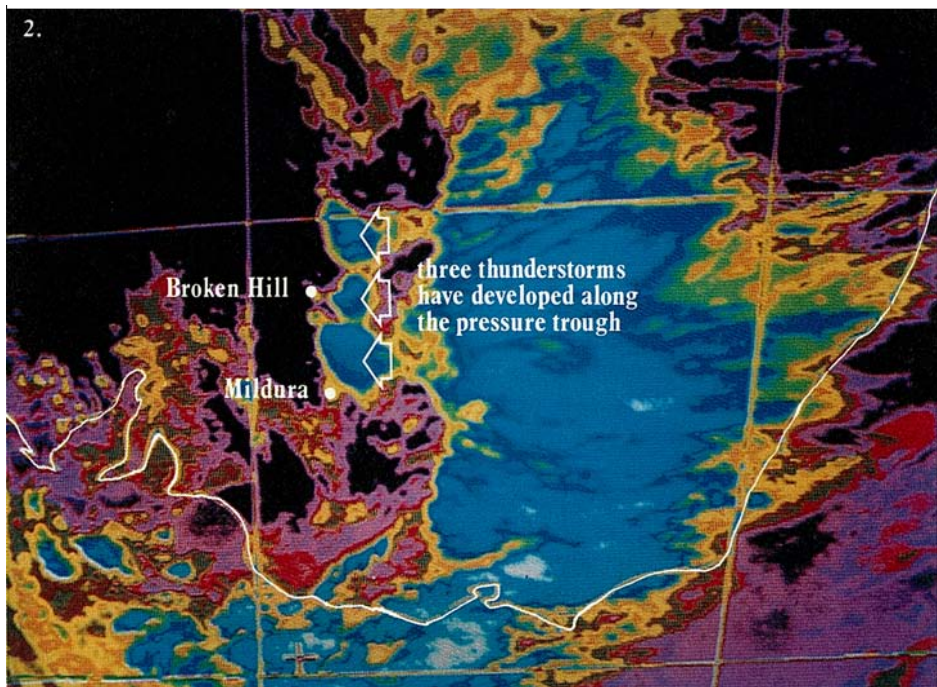 2.
Broken Hill
three thunderstorms
have developed along
the pressure trough
Mildura